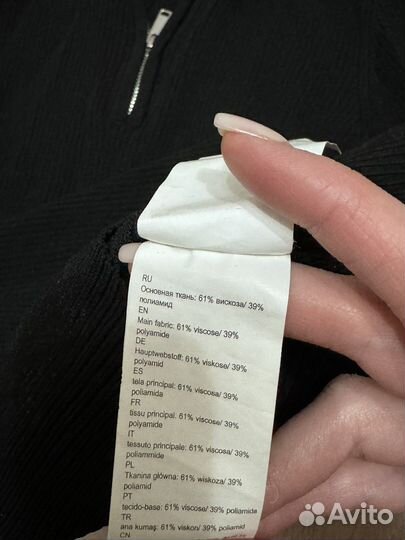 RU
Основная ткань: 61% вискоза/ 39%
полиамид
EN
Main fabric: 61% viscose/ 39%
polyamide
DE
Hauptwebstoff: 61% viskose/ 39%
polyamid
ES
tela principal: 61% viscosa/ 39%
poliamida
FR
tissu principal: 61% viscose/ 39%
polyamide
IT
tessuto principale: 61% viscosa/ 39%
poliammide
PL
Tkanina główna: 61% wiskoza/ 39%
poliamid
PT
tecido-base: 61% viscose/ 39% poliamida
TR
ana kumaş: 61% viskon/ 39% poliamid
CN
Avito